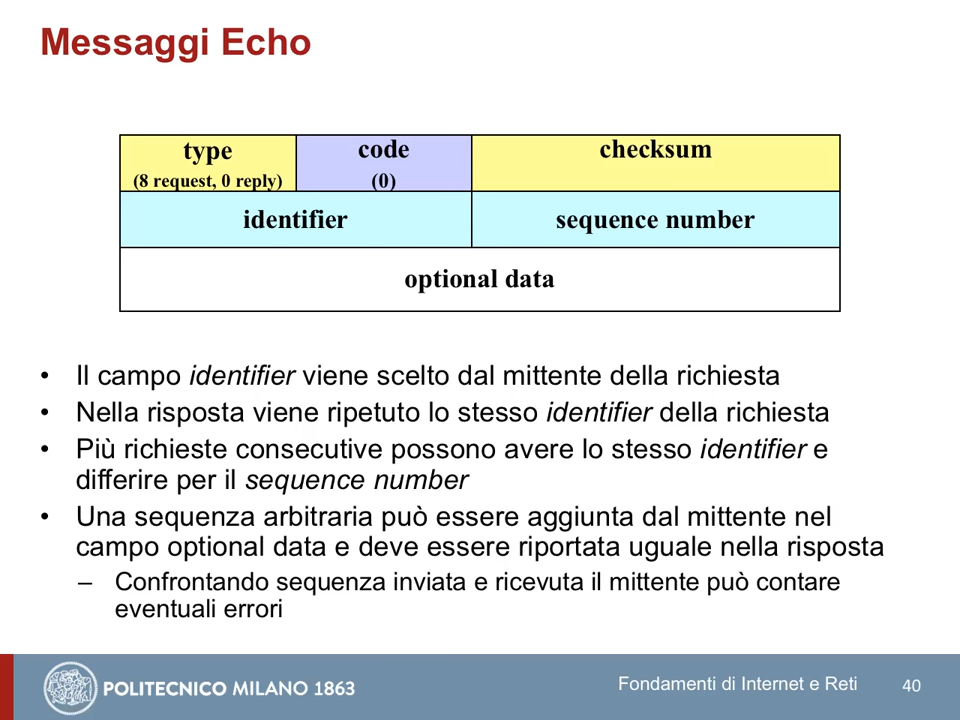 Messaggi Echo
type
(8 request, 0 reply)
code
(0)
checksum
identifier
sequence number
optional data
• Il campo identifier viene scelto dal mittente della richiesta
• Nella risposta viene ripetuto lo stesso identifier della richiesta
• Più richieste consecutive possono avere lo stesso identifier e
differire per il sequence number
• Una sequenza arbitraria può essere aggiunta dal mittente nel
campo optional data e deve essere riportata uguale nella risposta
– Confrontando sequenza inviata e ricevuta il mittente può contare
eventuali errori
POLITECNICO MILANO 1863
Fondamenti di Internet e Reti
40